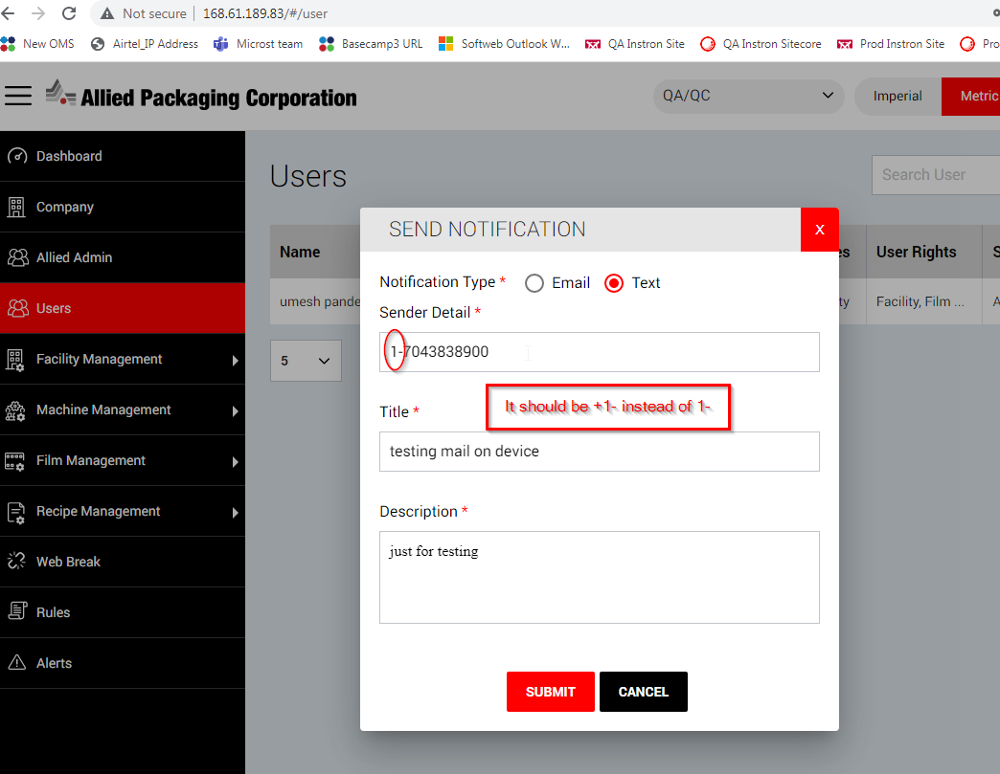 Not secure | 168.61.189.83/#/user
New OMS Airtel_IP Address Microst team Basecamp3 URL Softweb Outlook W... QA Instron Site QA Instron Sitecore Prod Instron Site Pro
Allied Packaging Corporation QA/QC Imperial Metric
Dashboard
Company
Allied Admin
Users
Facility Management
Machine Management
Film Management
Recipe Management
Web Break
Rules
Alerts
Users Search User
Name es User Rights S
umesh pande ty Facility, Film ... A
5
SEND NOTIFICATION x
Notification Type * Email Text
Sender Detail *
1-7043838900
It should be +1- instead of 1-
Title *
testing mail on device
Description *
just for testing
SUBMIT CANCEL